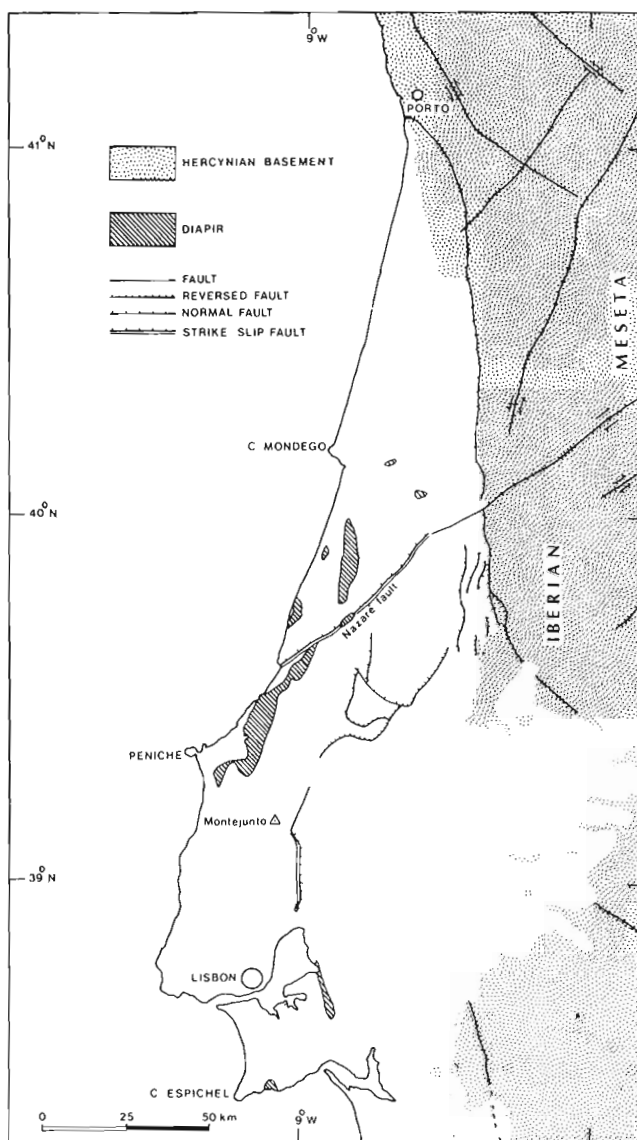 9° W
PORTO
41° N
HERCYNIAN BASEMENT
DIAPIR
FAULT
REVERSED FAULT
NORMAL FAULT
STRIKE SLIP FAULT
MESETA
C MONDEGO
40° N
IBERIAN
Nazare fault
PENICHE
Montejunto
39° N
LISBON
C ESPICHEL
0 25 50 km
9° W